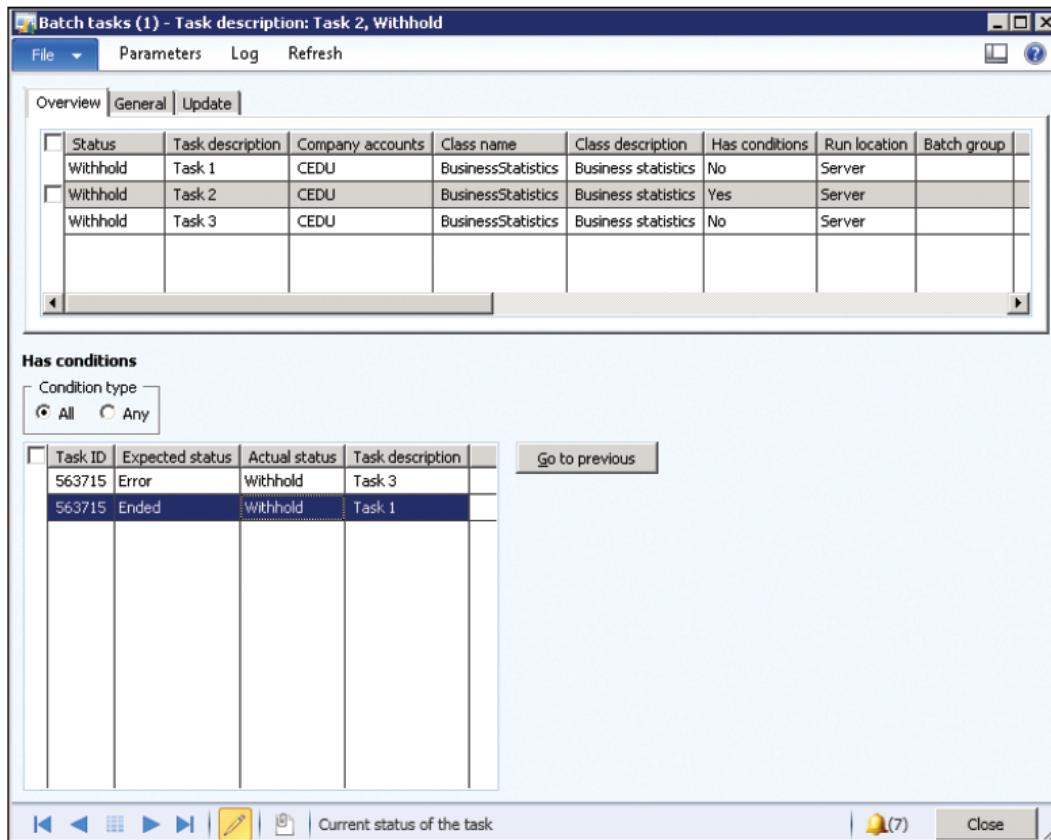 Batch tasks (1) - Task description: Task 2, Withhold
File Parameters Log Refresh
Overview General Update
Status Task description Company accounts Class name Class description Has conditions Run location Batch group
Withhold Task 1 CEDU BusinessStatistics Business statistics No Server
Withhold Task 2 CEDU BusinessStatistics Business statistics Yes Server
Withhold Task 3 CEDU BusinessStatistics Business statistics No Server
Has conditions
Condition type
All Any
Task ID Expected status Actual status Task description
Go to previous
563715 Error Withhold Task 3
563715 Ended Withhold Task 1
Current status of the task (7) Close